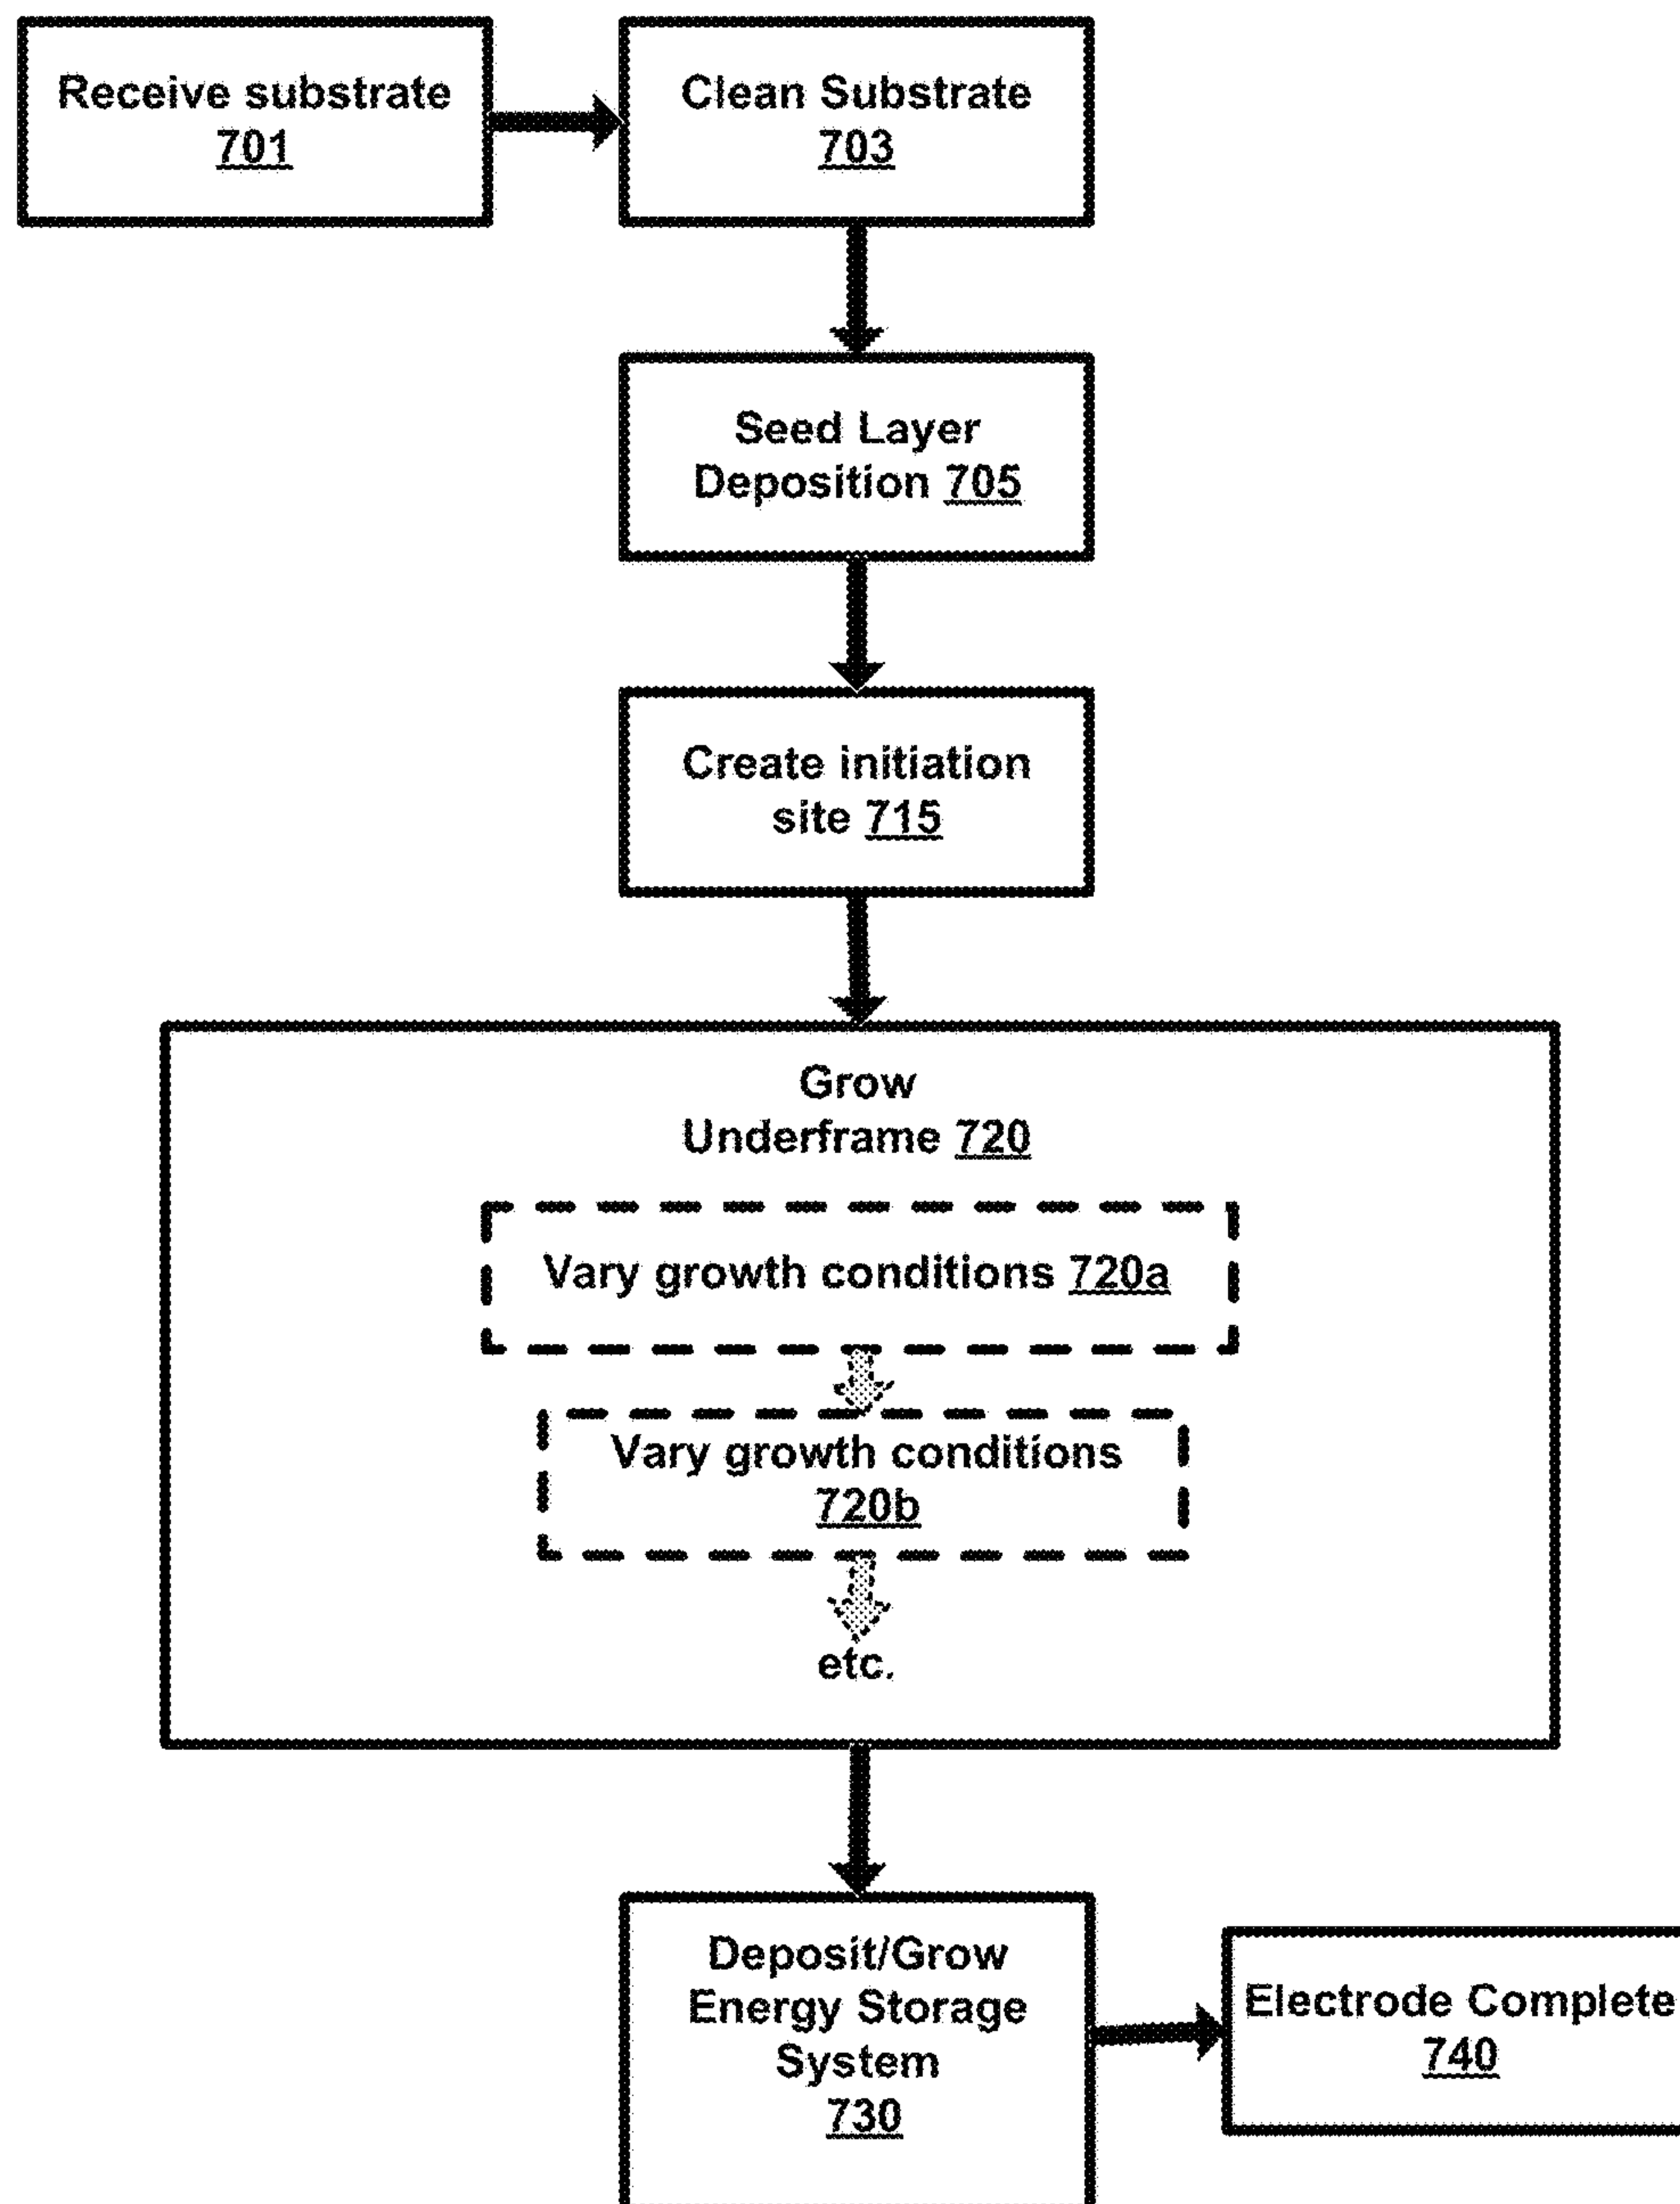 Receive substrate
701
Clean Substrate
703
Seed Layer
Deposition 705
Create initiation
site 715
Grow
Underframe 720
Vary growth conditions 720a
Vary growth conditions
720b
etc.
Deposit/Grow
Energy Storage
System
730
Electrode Complete
740